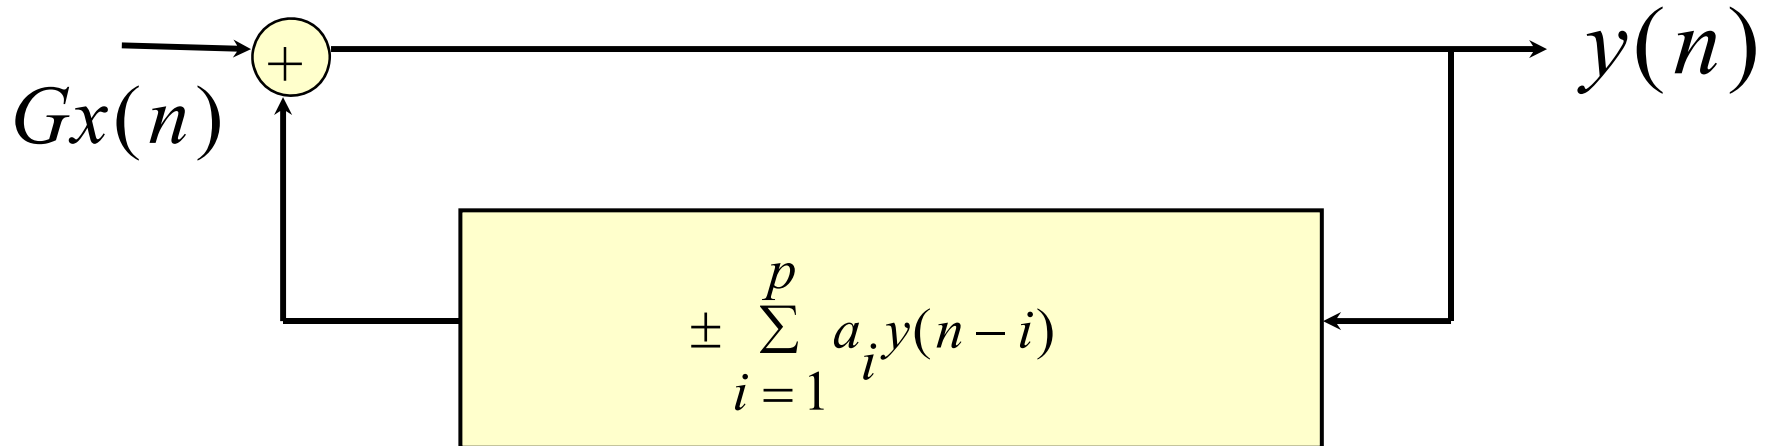 +
y(n)
Gx(n)
p
± ∑ a_i y(n − i)
i = 1